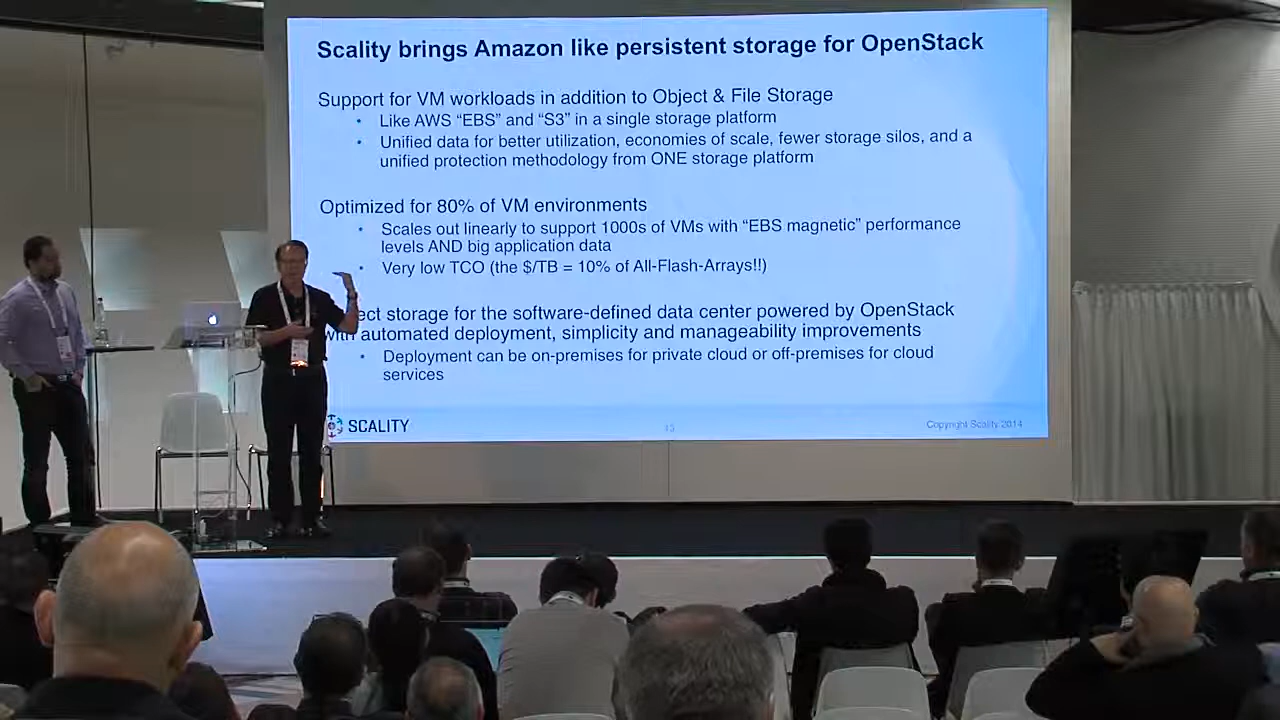 Scality brings Amazon like persistent storage for OpenStack
Support for VM workloads in addition to Object & File Storage
• Like AWS “EBS” and “S3” in a single storage platform
• Unified data for better utilization, economies of scale, fewer storage silos, and a
unified protection methodology from ONE storage platform
Optimized for 80% of VM environments
• Scales out linearly to support 1000s of VMs with “EBS magnetic” performance
levels AND big application data
• Very low TCO (the $/TB = 10% of All-Flash-Arrays!!)
ect storage for the software-defined data center powered by OpenStack
with automated deployment, simplicity and manageability improvements
• Deployment can be on-premises for private cloud or off-premises for cloud
services
SCALITY
Copyright Scality 2014